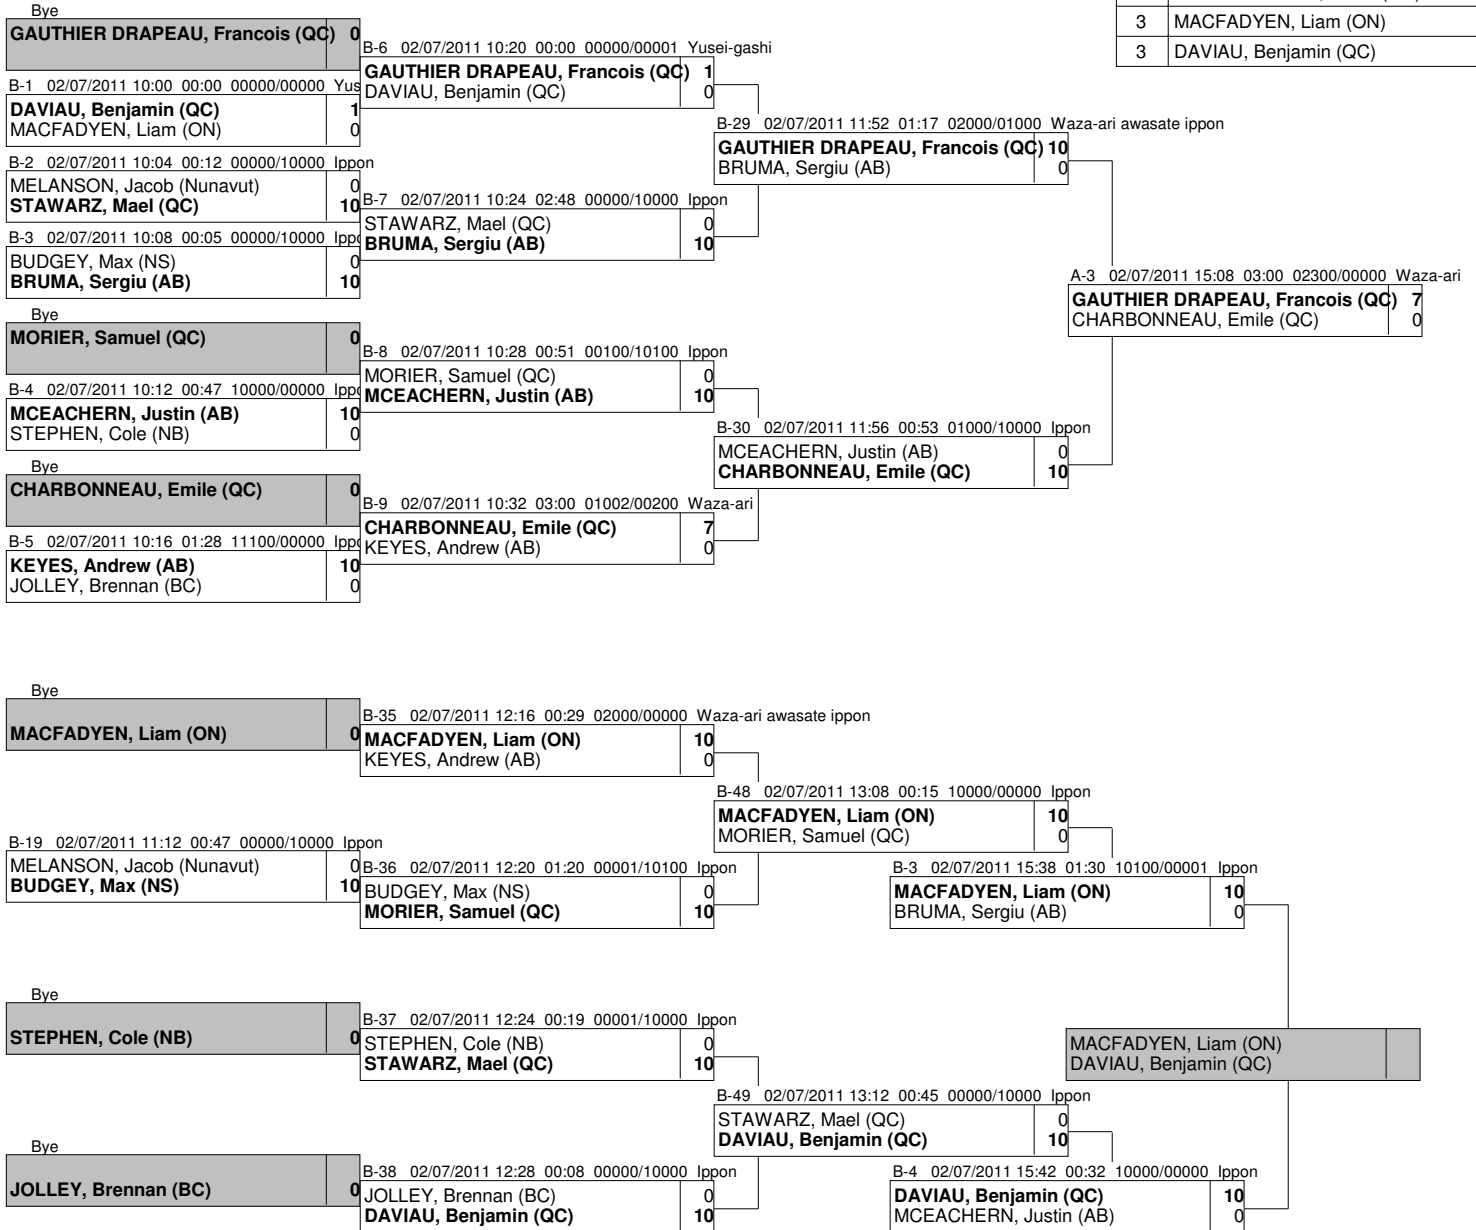 Bye
GAUTHIER DRAPEAU, Francois (QC) 0
B-1 02/07/2011 10:00 00:00 00000/00000 Yus
DAVIAU, Benjamin (QC) 1
MACFADYEN, Liam (ON) 0
B-2 02/07/2011 10:04 00:12 00000/10000 Ippon
MELANSON, Jacob (Nunavut) 0
STAWARZ, Mael (QC) 10
B-3 02/07/2011 10:08 00:05 00000/10000 Ippo
BUDGEY, Max (NS) 0
BRUMA, Sergiu (AB) 10
Bye
MORIER, Samuel (QC) 0
B-4 02/07/2011 10:12 00:47 10000/00000 Ippo
MCEACHERN, Justin (AB) 10
STEPHEN, Cole (NB) 0
Bye
CHARBONNEAU, Emile (QC) 0
B-5 02/07/2011 10:16 01:28 11100/00000 Ippo
KEYES, Andrew (AB) 10
JOLLEY, Brennan (BC) 0
B-6 02/07/2011 10:20 00:00 00000/00001 Yusei-gashi
GAUTHIER DRAPEAU, Francois (QC) 1
DAVIAU, Benjamin (QC) 0
B-7 02/07/2011 10:24 02:48 00000/10000 Ippon
STAWARZ, Mael (QC) 0
BRUMA, Sergiu (AB) 10
B-8 02/07/2011 10:28 00:51 00100/10100 Ippon
MORIER, Samuel (QC) 0
MCEACHERN, Justin (AB) 10
B-9 02/07/2011 10:32 03:00 01002/00200 Waza-ari
CHARBONNEAU, Emile (QC) 7
KEYES, Andrew (AB) 0
B-29 02/07/2011 11:52 01:17 02000/01000 Waza-ari awasate ippon
GAUTHIER DRAPEAU, Francois (QC) 10
BRUMA, Sergiu (AB) 0
B-30 02/07/2011 11:56 00:53 01000/10000 Ippon
MCEACHERN, Justin (AB) 0
CHARBONNEAU, Emile (QC) 10
A-3 02/07/2011 15:08 03:00 02300/00000 Waza-ari
GAUTHIER DRAPEAU, Francois (QC) 7
CHARBONNEAU, Emile (QC) 0
3 MACFADYEN, Liam (ON)
3 DAVIAU, Benjamin (QC)
Bye
MACFADYEN, Liam (ON) 0
B-19 02/07/2011 11:12 00:47 00000/10000 Ippon
MELANSON, Jacob (Nunavut) 0
BUDGEY, Max (NS) 10
Bye
STEPHEN, Cole (NB) 0
Bye
JOLLEY, Brennan (BC) 0
B-35 02/07/2011 12:16 00:29 02000/00000 Waza-ari awasate ippon
MACFADYEN, Liam (ON) 10
KEYES, Andrew (AB) 0
B-36 02/07/2011 12:20 01:20 00001/10100 Ippon
BUDGEY, Max (NS) 0
MORIER, Samuel (QC) 10
B-37 02/07/2011 12:24 00:19 00001/10000 Ippon
STEPHEN, Cole (NB) 0
STAWARZ, Mael (QC) 10
B-38 02/07/2011 12:28 00:08 00000/10000 Ippon
JOLLEY, Brennan (BC) 0
DAVIAU, Benjamin (QC) 10
B-48 02/07/2011 13:08 00:15 10000/00000 Ippon
MACFADYEN, Liam (ON) 10
MORIER, Samuel (QC) 0
B-49 02/07/2011 13:12 00:45 00000/10000 Ippon
STAWARZ, Mael (QC) 0
DAVIAU, Benjamin (QC) 10
B-3 02/07/2011 15:38 01:30 10100/00001 Ippon
MACFADYEN, Liam (ON) 10
BRUMA, Sergiu (AB) 0
B-4 02/07/2011 15:42 00:32 10000/00000 Ippon
DAVIAU, Benjamin (QC) 10
MCEACHERN, Justin (AB) 0
MACFADYEN, Liam (ON)
DAVIAU, Benjamin (QC)